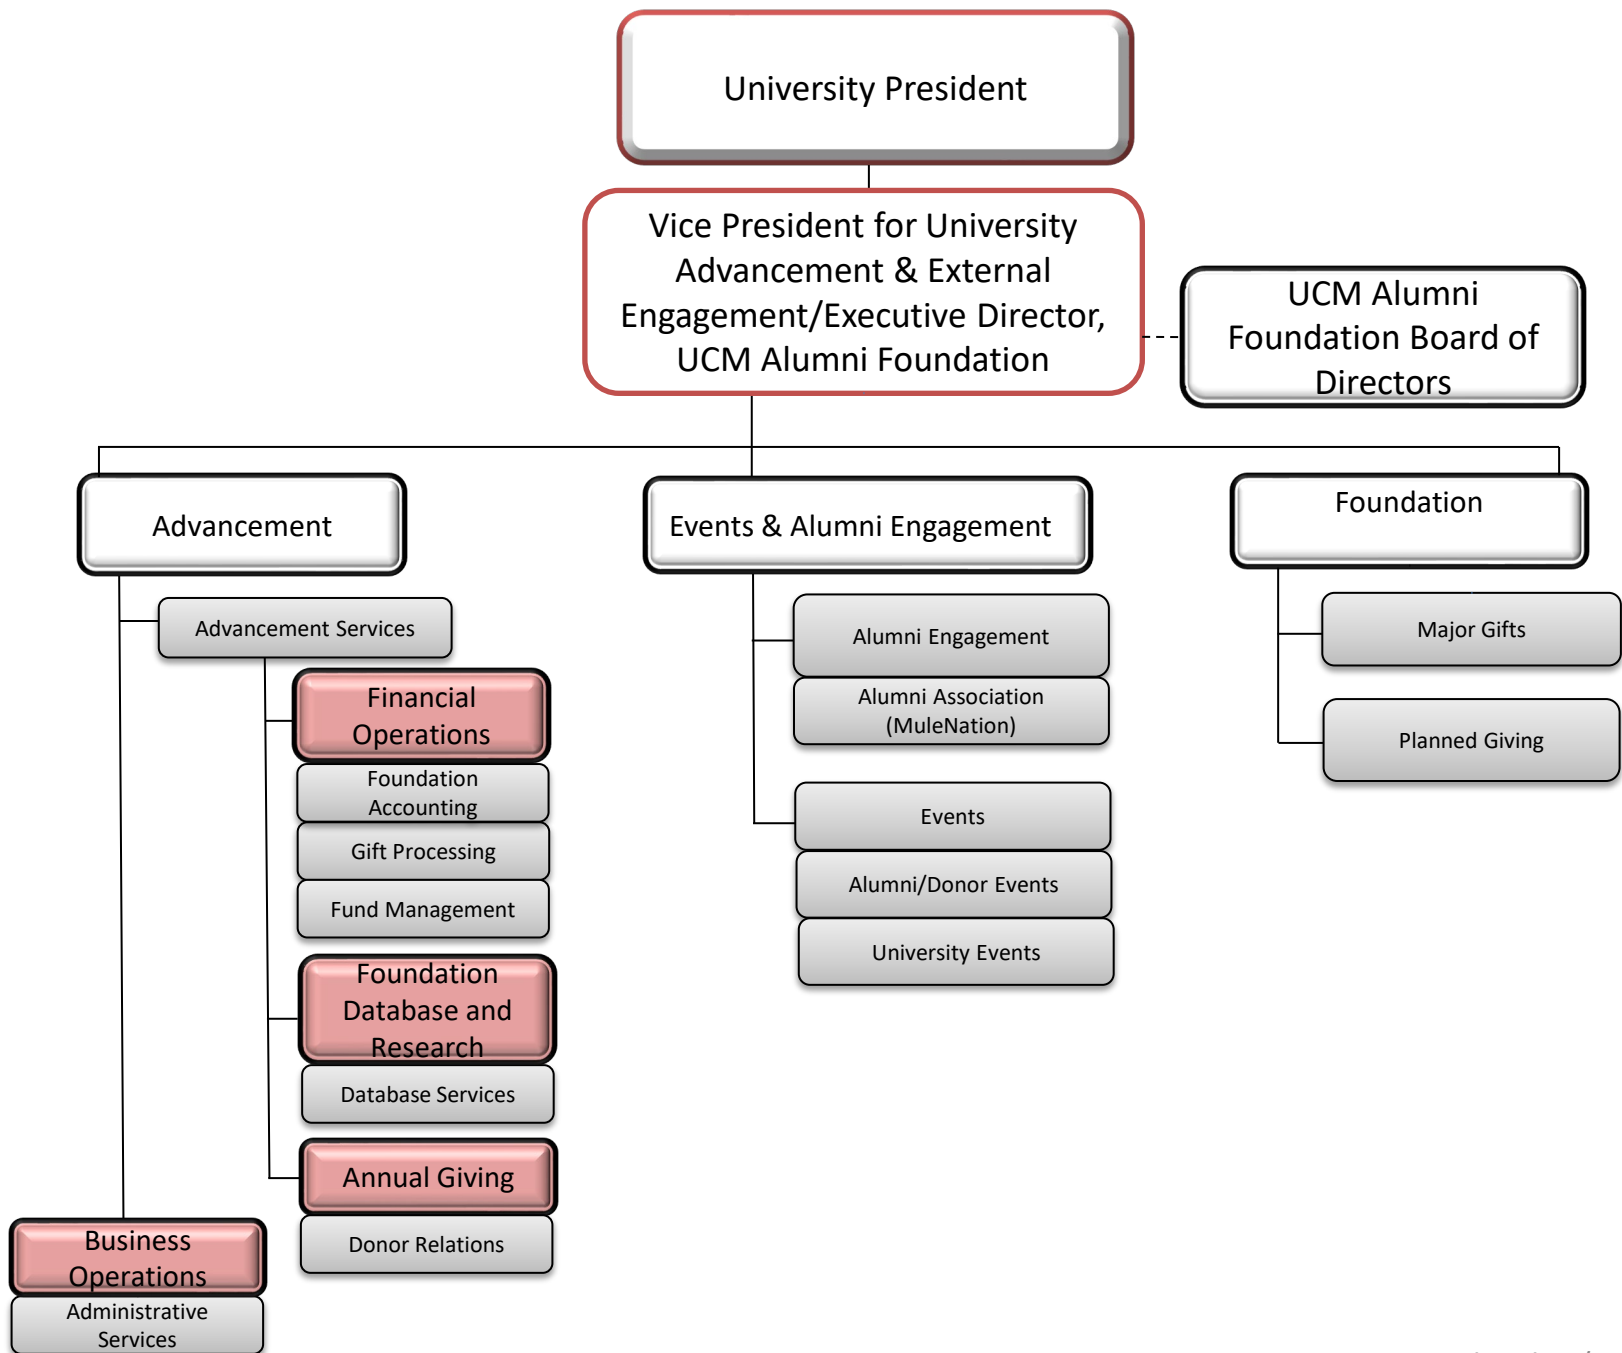 University President
Vice President for University
Advancement & External
Engagement/Executive Director,
UCM Alumni Foundation
UCM Alumni
Foundation Board of
Directors
Advancement
Events & Alumni Engagement
Foundation
Advancement Services
Financial
Operations
Foundation
Accounting
Gift Processing
Fund Management
Foundation
Database and
Research
Database Services
Annual Giving
Donor Relations
Business
Operations
Administrative
Services
Alumni Engagement
Alumni Association
(MuleNation)
Events
Alumni/Donor Events
University Events
Major Gifts
Planned Giving